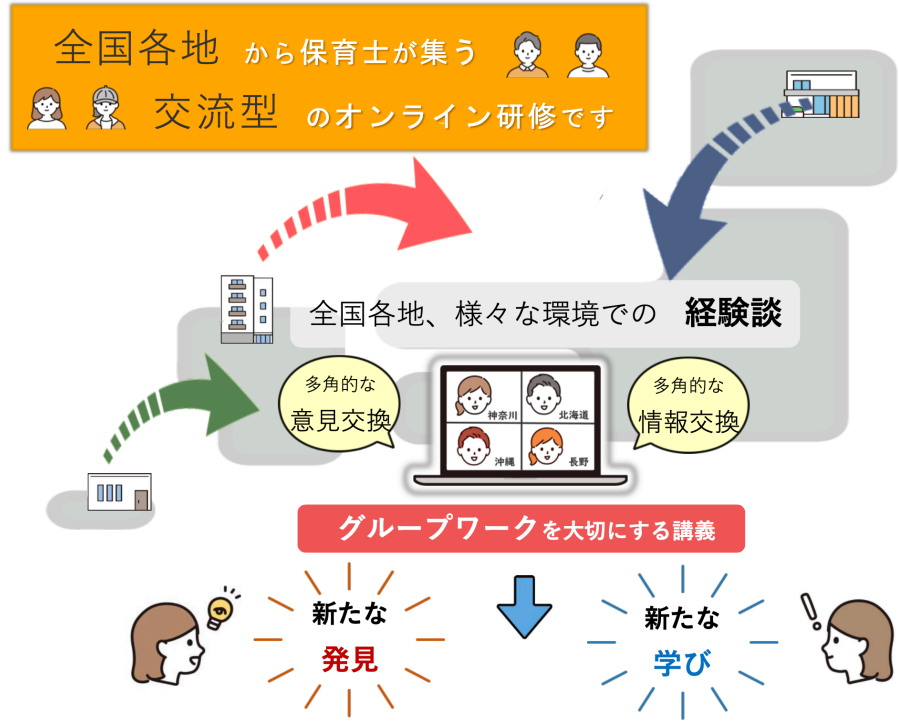 全国各地 から保育士が集う
交流型 のオンライン研修です
全国各地、様々な環境での 経験談
多角的な
意見交換
神奈川
北海道
沖縄
長野
多角的な
情報交換
グループワークを大切にする講義
新たな
発見
新たな
学び